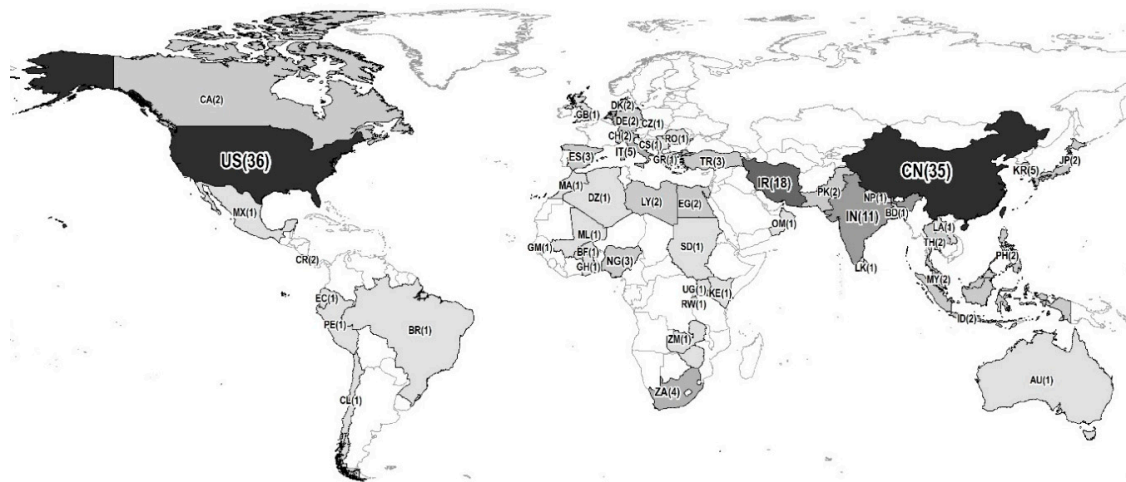 CA(2)
US(36)
MX(1)
CR(2)
EC(1)
PE(1)
BR(1)
CL(1)
DK(2)
GB(1)
DE(2)
CZ(1)
CH(2)
CS(1)
RO(1)
IT(5)
ES(3)
GR(1)
TR(3)
MA(1)
DZ(1)
LY(2)
EG(2)
ML(1)
GM(1)
BF(1)
GH(1)
NG(3)
SD(1)
UG(1)
KE(1)
RW(1)
ZM(1)
ZA(4)
IR(18)
OM(1)
PK(2)
IN(11)
NP(1)
BD(1)
LK(1)
CN(35)
KR(5)
JP(2)
LA(1)
TH(2)
PH(2)
MY(2)
ID(2)
AU(1)